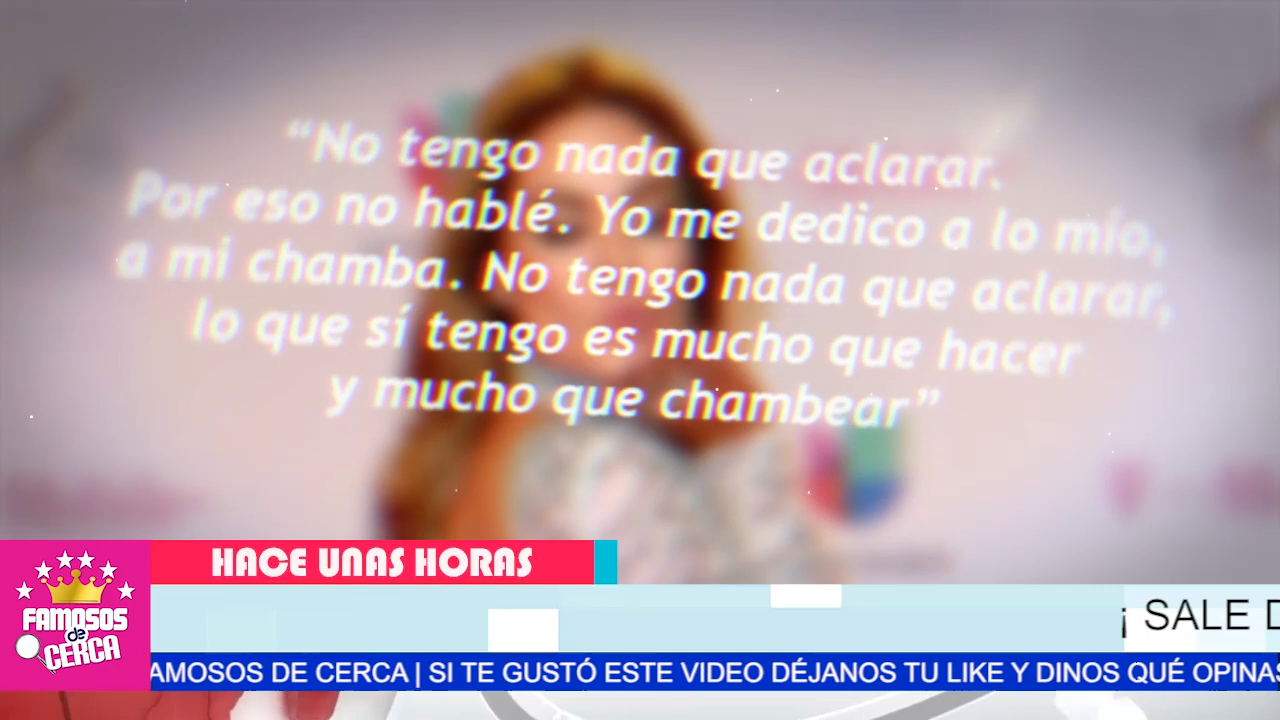 “No tengo nada que aclarar.
Por eso no hablé. Yo me dedico a lo mío,
a mi chamba. No tengo nada que aclarar,
lo que sí tengo es mucho que hacer
y mucho que chambear”
HACE UNAS HORAS
FAMOSOS
de
CERCA
¡ SALE D
AMOSOS DE CERCA | SI TE GUSTÓ ESTE VIDEO DÉJANOS TU LIKE Y DINOS QUÉ OPINAS